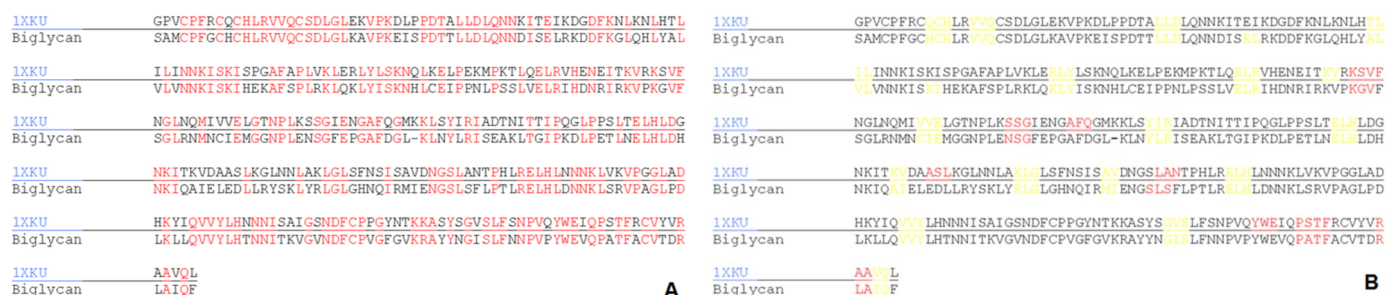 1XKU GPVCPFRCQCHLRVVQCSDLGLEKVPKDLPPDTALLDLQNNKITEIKDGDFKNLKNLHTL
Biglycan SAMCPFGCHCHLRVVQCSDLGLKAVPKEISPDTTLLDLQNNDISELRKDDFKGLQHLYAL
1XKU ILINNKISKISPGAFAPLVKLERLYLSKNQLKELPEKMPKTLQELRVHENEITKVRKSVF
Biglycan VLVNNKISKIHEKAFSPLRKLQKLYISKNHLCEIPPNLPSSLVELRIHDNRIRKVPKGVF
1XKU NGLNQMIVVELGTNPLKSSGIENGAFQGMKKLSYIRIADTNITTIPQGLPPSLTELHLDG
Biglycan SGLRNMNCIEMGGNPLENSGFEPGAFDGL-KLNYLRISEAKLTGIPKDLPETLNELHLDH
1XKU NKITKVDAASLKGLNNLAKLGLSFNSISAVDNGSLANTPHLRELHLNNNKLVKVPGGLAD
Biglycan NKIQAIELEDLLRYSKLYRLGLGHNQIRMIENGSLSFLPTLRELHLDNNKLSRVPAGLPD
1XKU HKYIQVVYLHNNNISAIGSNDFCPPGYNTKKASYSGVSLFSNPVQYWEIQPSTFRCVYVR
Biglycan LKLLQVVYLHTNNITKVGVNDFCPVGFGVKRAYYNGISLFNNPVPYWEVQPATFACVTDR
1XKU AAVQL
Biglycan LAIQF
A
1XKU GPVCPFRCQCHLRVVQCSDLGLEKVPKDLPPDTALLDLQNNKITEIKDGDFKNLKNLHTL
Biglycan SAMCPFGCHCHLRVVQCSDLGLKAVPKEISPDTTLLDLQNNDISELRKDDFKGLQHLYAL
1XKU ILINNKISKISPGAFAPLVKLERLYLSKNQLKELPEKMPKTLQELRVHENEITKVRKSVF
Biglycan VLVNNKISKIHEKAFSPLRKLQKLYISKNHLCEIPPNLPSSLVELRIHDNRIRKVPKGVF
1XKU NGLNQMIVVELGTNPLKSSGIENGAFQGMKKLSYIRIADTNITTIPQGLPPSLTELHLDG
Biglycan SGLRNMNCIEMGGNPLENSGFEPGAFDGL-KLNYLRISEAKLTGIPKDLPETLNELHLDH
1XKU NKITKVDAASLKGLNNLAKLGLSFNSISAVDNGSLANTPHLRELHLNNNKLVKVPGGLAD
Biglycan NKIQAIELEDLLRYSKLYRLGLGHNQIRMIENGSLSFLPTLRELHLDNNKLSRVPAGLPD
1XKU HKYIQVVYLHNNNISAIGSNDFCPPGYNTKKASYSGVSLFSNPVQYWEIQPSTFRCVYVR
Biglycan LKLLQVVYLHTNNITKVGVNDFCPVGFGVKRAYYNGISLFNNPVPYWEVQPATFACVTDR
1XKU AAVQL
Biglycan LAIQF
B